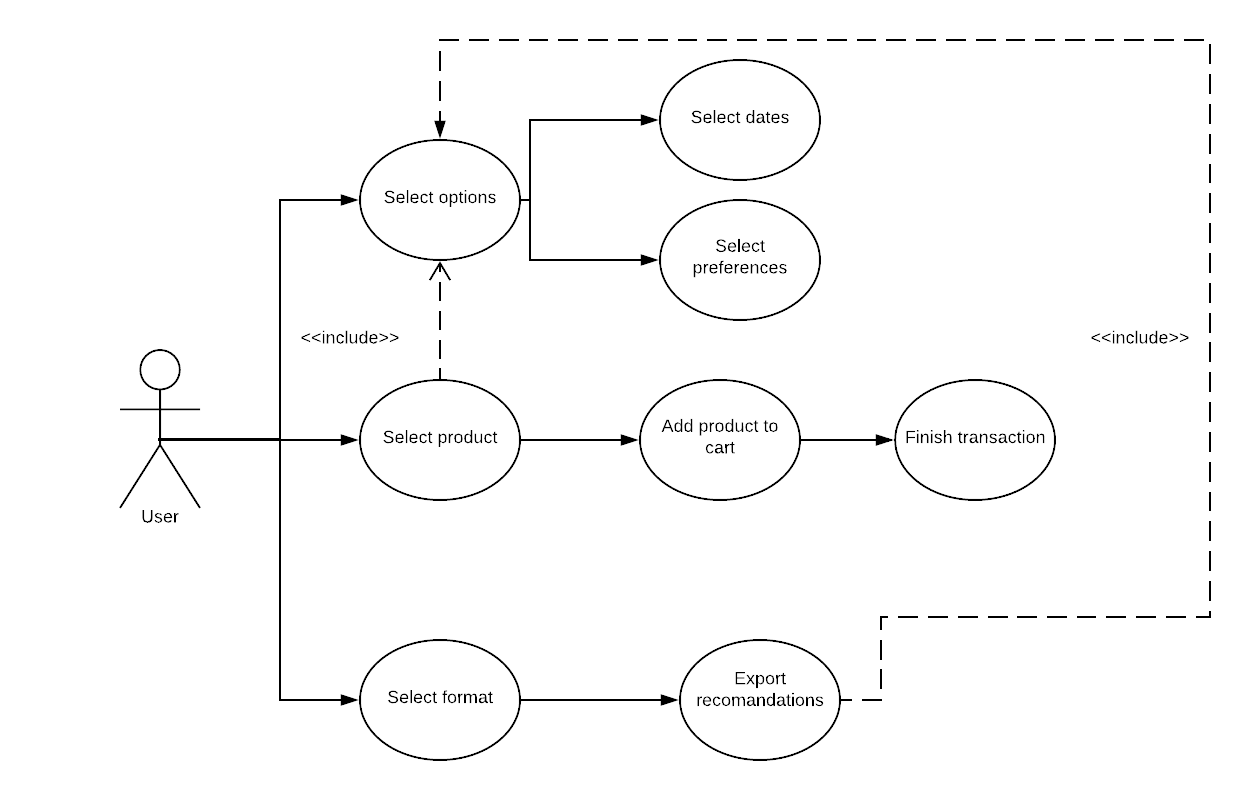 Select dates
Select options
Select
preferences
<<include>>
<<include>>
Select product
Add product to
cart
Finish transaction
User
Select format
Export
recomandations